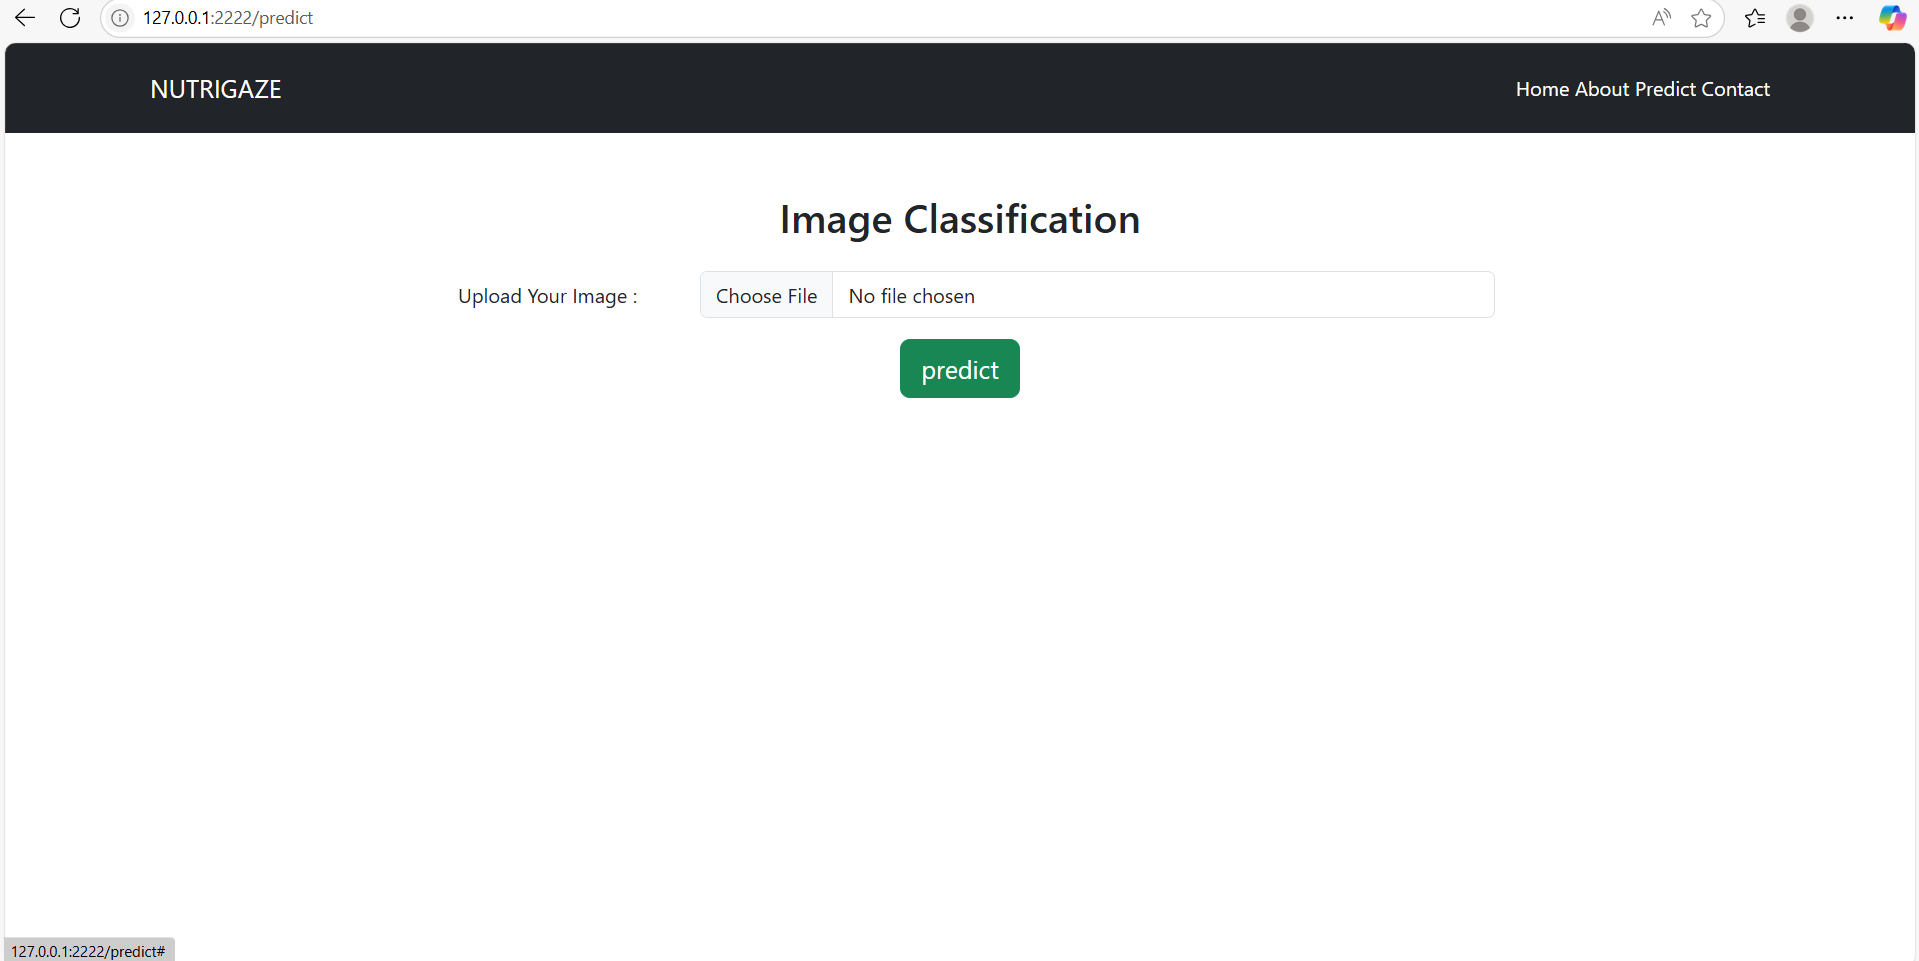 127.0.0.1:2222/predict
NUTRIGAZE
Home About Predict Contact
Image Classification
Upload Your Image :
Choose File No file chosen
predict
127.0.0.1:2222/predict#